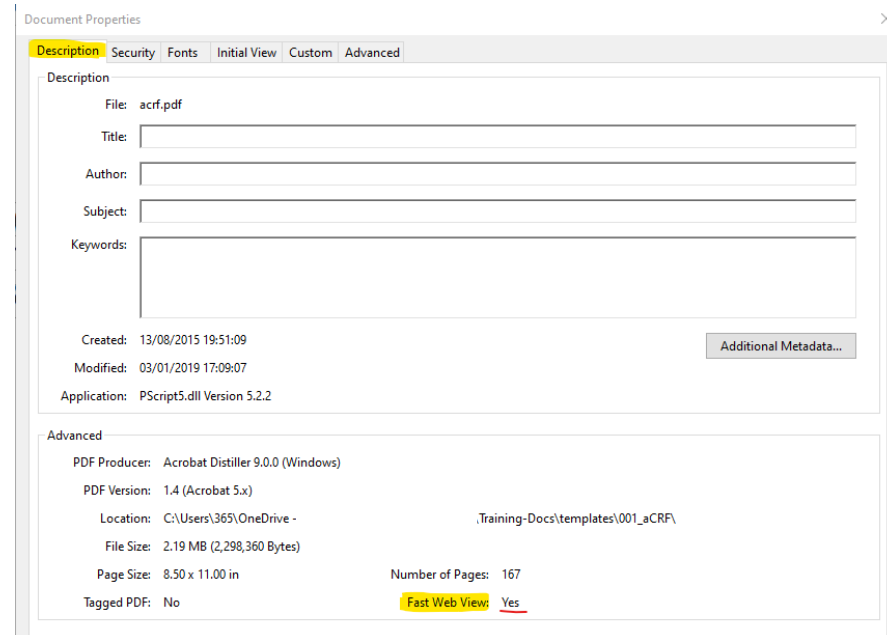 Document Properties
Description Security Fonts Initial View Custom Advanced
Description
File: acrf.pdf
Title:
Author:
Subject:
Keywords:
Created: 13/08/2015 19:51:09
Additional Metadata...
Modified: 03/01/2019 17:09:07
Application: PScript5.dll Version 5.2.2
Advanced
PDF Producer: Acrobat Distiller 9.0.0 (Windows)
PDF Version: 1.4 (Acrobat 5.x)
Location: C:\Users\365\OneDrive - .Training-Docs\templates\001_aCRF\
File Size: 2.19 MB (2,298,360 Bytes)
Page Size: 8.50 x 11.00 in Number of Pages: 167
Tagged PDF: No Fast Web View: Yes